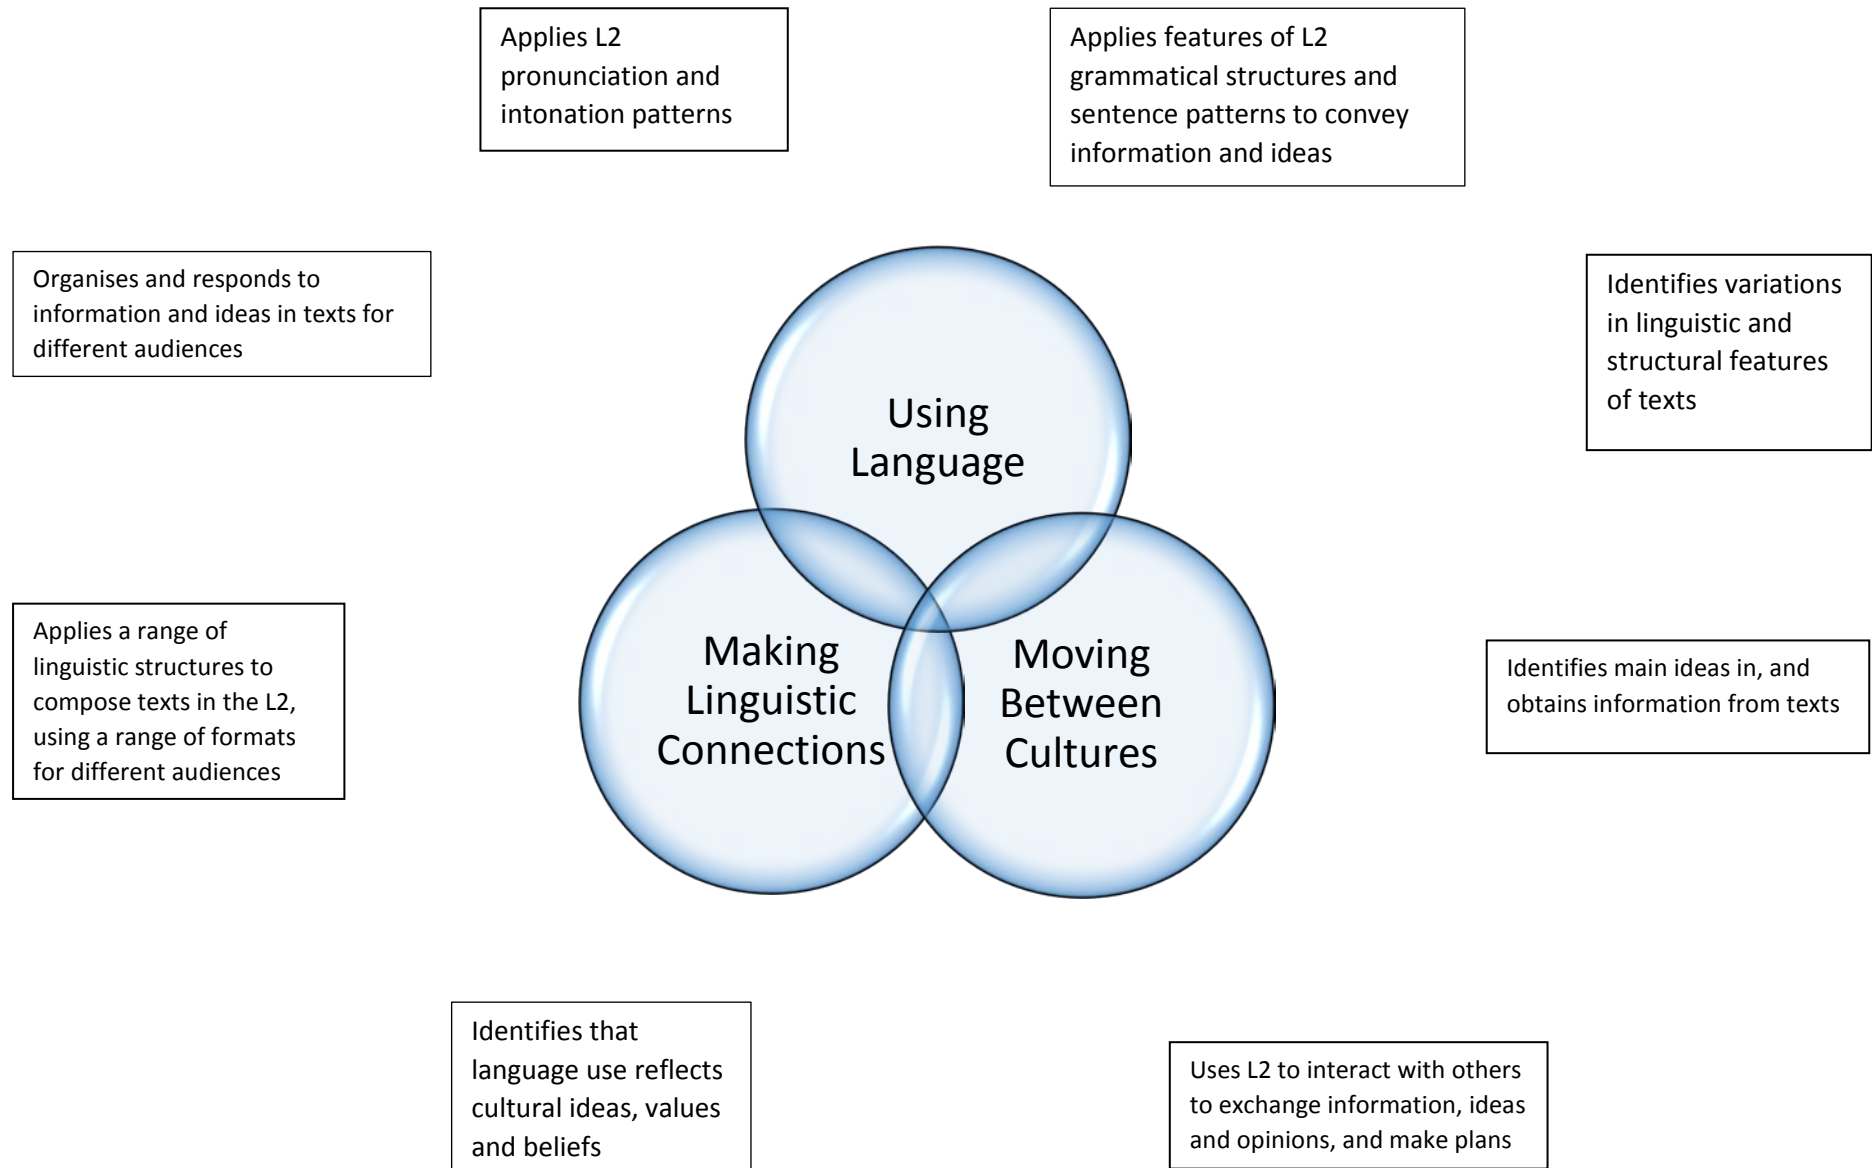 Applies L2
pronunciation and
intonation patterns
Applies features of L2
grammatical structures and
sentence patterns to convey
information and ideas
Organises and responds to
information and ideas in texts for
different audiences
Identifies variations
in linguistic and
structural features
of texts
Using
Language
Applies a range of
linguistic structures to
compose texts in the L2,
using a range of formats
for different audiences
Making
Linguistic
Connections
Moving
Between
Cultures
Identifies main ideas in, and
obtains information from texts
Identifies that
language use reflects
cultural ideas, values
and beliefs
Uses L2 to interact with others
to exchange information, ideas
and opinions, and make plans